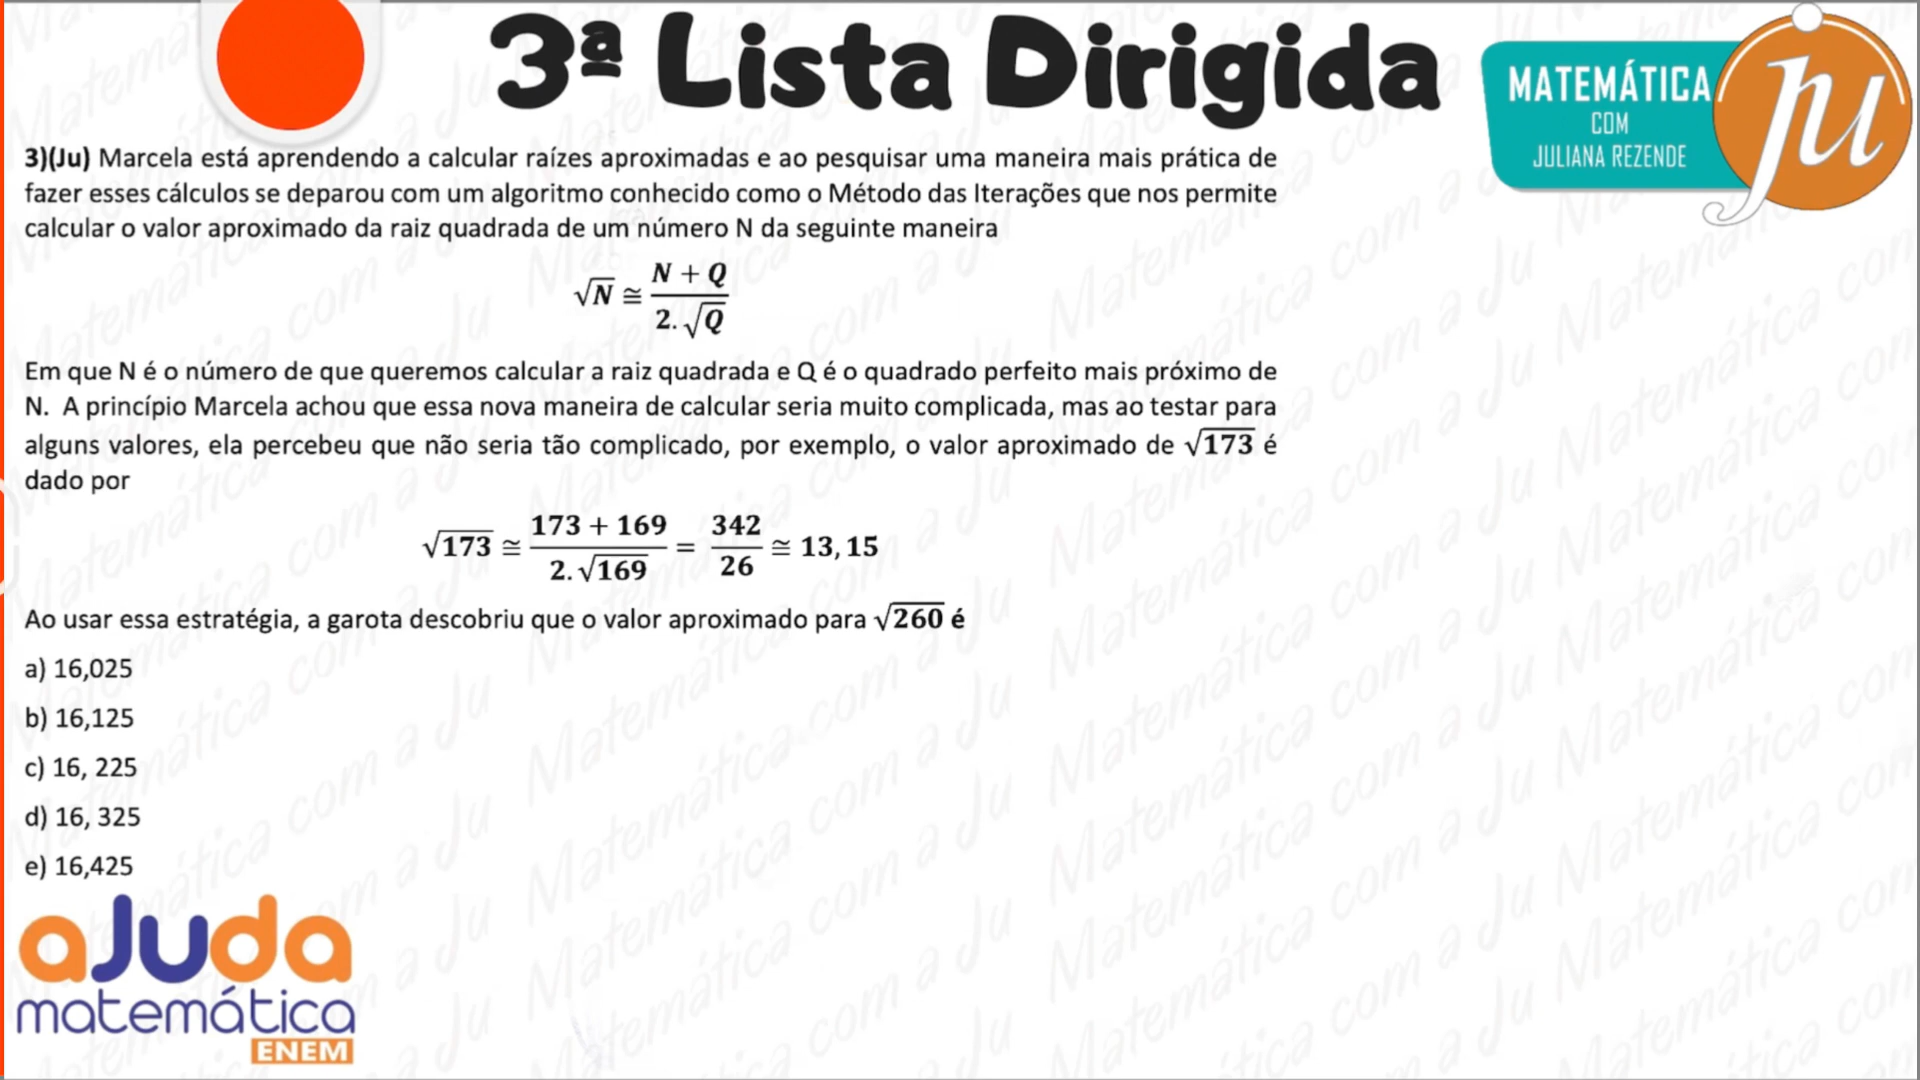 3ª Lista Dirigida
MATEMÁTICA
COM
JULIANA REZENDE
Ju
3)(Ju) Marcela está aprendendo a calcular raízes aproximadas e ao pesquisar uma maneira mais prática de
fazer esses cálculos se deparou com um algoritmo conhecido como o Método das Iterações que nos permite
calcular o valor aproximado da raiz quadrada de um número N da seguinte maneira
√N ≅ (N + Q)/(2.√Q)
Em que N é o número de que queremos calcular a raiz quadrada e Q é o quadrado perfeito mais próximo de
N. A princípio Marcela achou que essa nova maneira de calcular seria muito complicada, mas ao testar para
alguns valores, ela percebeu que não seria tão complicado, por exemplo, o valor aproximado de √173 é
dado por
√173 ≅ (173 + 169)/(2.√169) = 342/26 ≅ 13,15
Ao usar essa estratégia, a garota descobriu que o valor aproximado para √260 é
a) 16,025
b) 16,125
c) 16, 225
d) 16, 325
e) 16,425
aJuda
matemática
ENEM